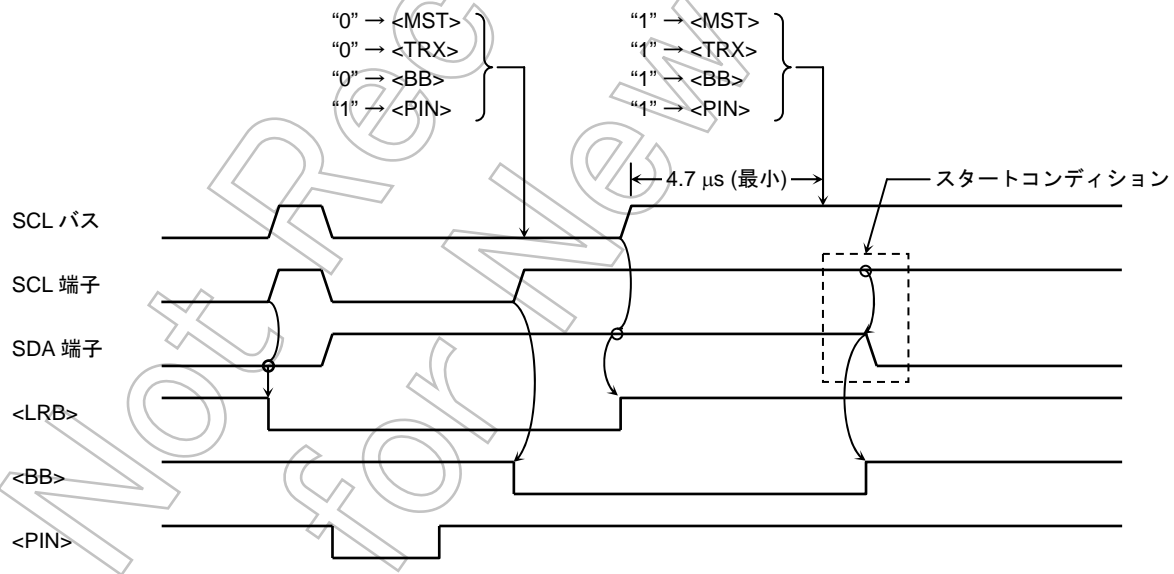 “0” → <MST>
“0” → <TRX>
“0” → <BB>
“1” → <PIN>
“1” → <MST>
“1” → <TRX>
“1” → <BB>
“1” → <PIN>
4.7 μs (最小)
スタートコンディション
SCL バス
SCL 端子
SDA 端子
<LRB>
<BB>
<PIN>
Not Rec
for New